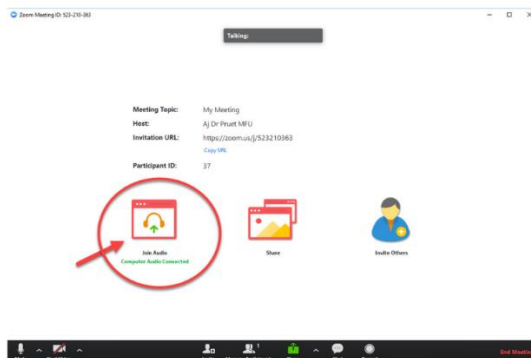 Zoom Meeting ID: 523-210-363
Talking:
Meeting Topic: My Meeting
Host: Aj Dr Pruet MFU
Invitation URL: https://zoom.us/j/523210363
Copy URL
Participant ID: 37
Join Audio
Computer Audio Connected
Share
Invite Others
1
End Meeting